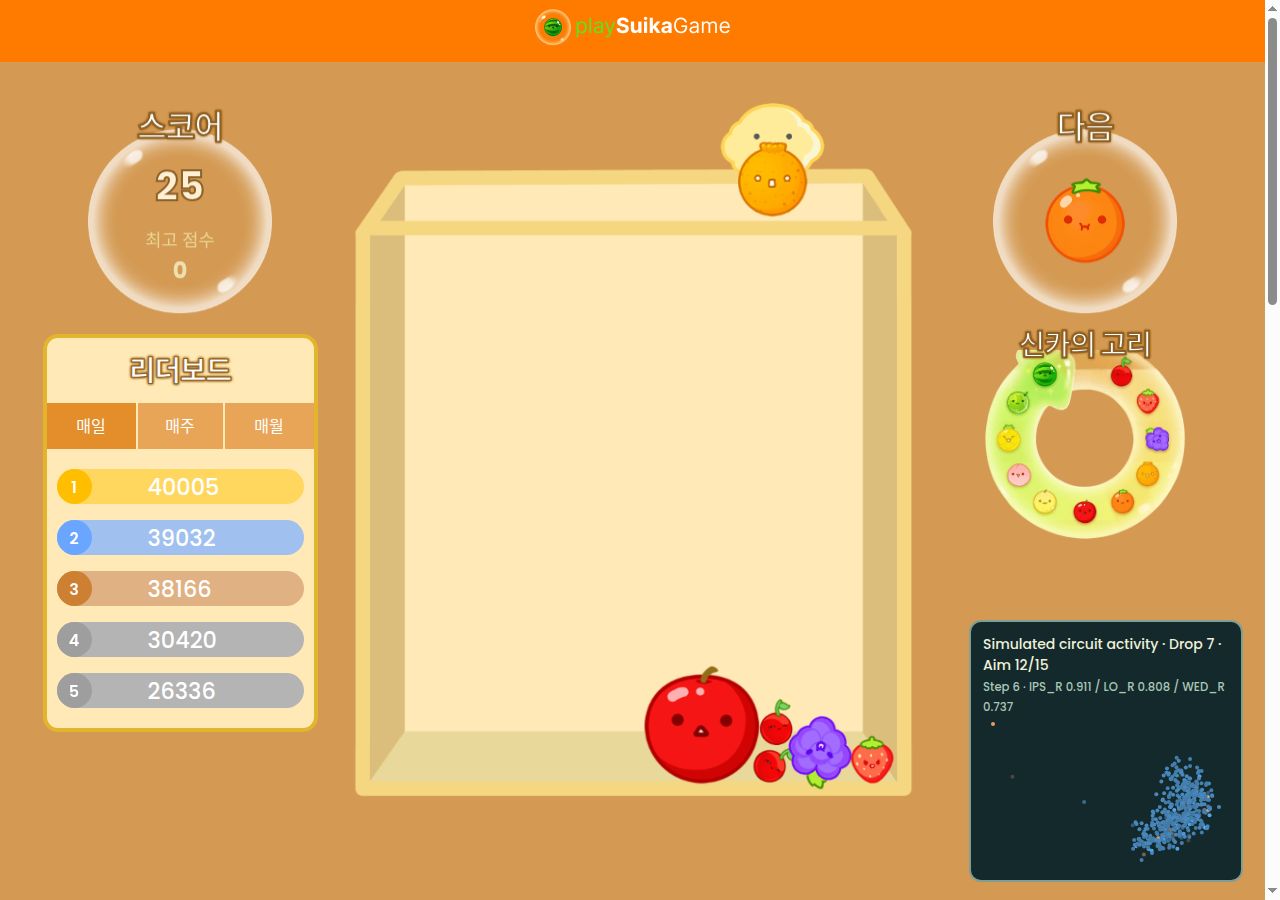 playSuikaGame
스코어
25
최고 점수
0
리더보드
매일 매주 매월
1 40005
2 39032
3 38166
4 30420
5 26336
다음
신카의 고리
Simulated circuit activity · Drop 7 ·
Aim 12/15
Step 6 · IPS_R 0.911 / LO_R 0.808 / WED_R
0.737